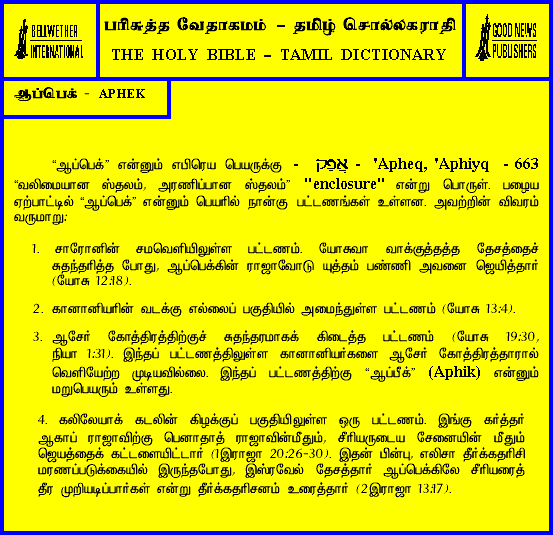 BELLWETHER
INTERNATIONAL
பரிசுத்த வேதாகமம் – தமிழ் சொல்லகராதி
THE HOLY BIBLE – TAMIL DICTIONARY
GOOD NEWS
PUBLISHERS
ஆப்பெக் - APHEK
“ஆப்பெக்” என்னும் எபிரெய பெயருக்கு - אֲפֵק - 'Apheq, 'Aphiyq - 663
“வலிமையான ஸ்தலம், அரணிப்பான ஸ்தலம்” "enclosure" என்று பொருள். பழைய
ஏற்பாட்டில் “ஆப்பெக்” என்னும் பெயரில் நான்கு பட்டணங்கள் உள்ளன. அவற்றின் விவரம்
வருமாறு:
1. சாரோனின் சமவெளியிலுள்ள பட்டணம். யோசுவா வாக்குத்தத்த தேசத்தைச்
சுதந்தரித்த போது, ஆப்பெக்கின் ராஜாவோடு யுத்தம் பண்ணி அவனை ஜெயித்தார்
(யோசு 12:18).
2. கானானியரின் வடக்கு எல்லைப் பகுதியில் அமைந்துள்ள பட்டணம் (யோசு 13:4).
3. ஆசேர் கோத்திரத்திற்குச் சுதந்தரமாகக் கிடைத்த பட்டணம் (யோசு 19:30,
நியா 1:31). இந்தப் பட்டணத்திலுள்ள கானானியர்களை ஆசேர் கோத்திரத்தாரால்
வெளியேற்ற முடியவில்லை. இந்தப் பட்டணத்திற்கு “ஆப்பீக்” (Aphik) என்னும்
மறுபெயரும் உள்ளது.
4. கலிலேயாக் கடலின் கிழக்குப் பகுதியிலுள்ள ஒரு பட்டணம். இங்கு கர்த்தர்
ஆகாப் ராஜாவிற்கு பெனாதாத் ராஜாவின்மீதும், சீரியருடைய சேனையின் மீதும்
ஜெயத்தைக் கட்டளையிட்டார் (1இராஜா 20:26-30). இதன் பின்பு, எலிசா தீர்க்கதரிசி
மரணப்படுக்கையில் இருந்தபோது, இஸ்ரவேல் தேசத்தார் ஆப்பெக்கிலே சீரியரைத்
தீர முறியடிப்பார்கள் என்று தீர்க்கதரிசனம் உரைத்தார் (2இராஜா 13:17).